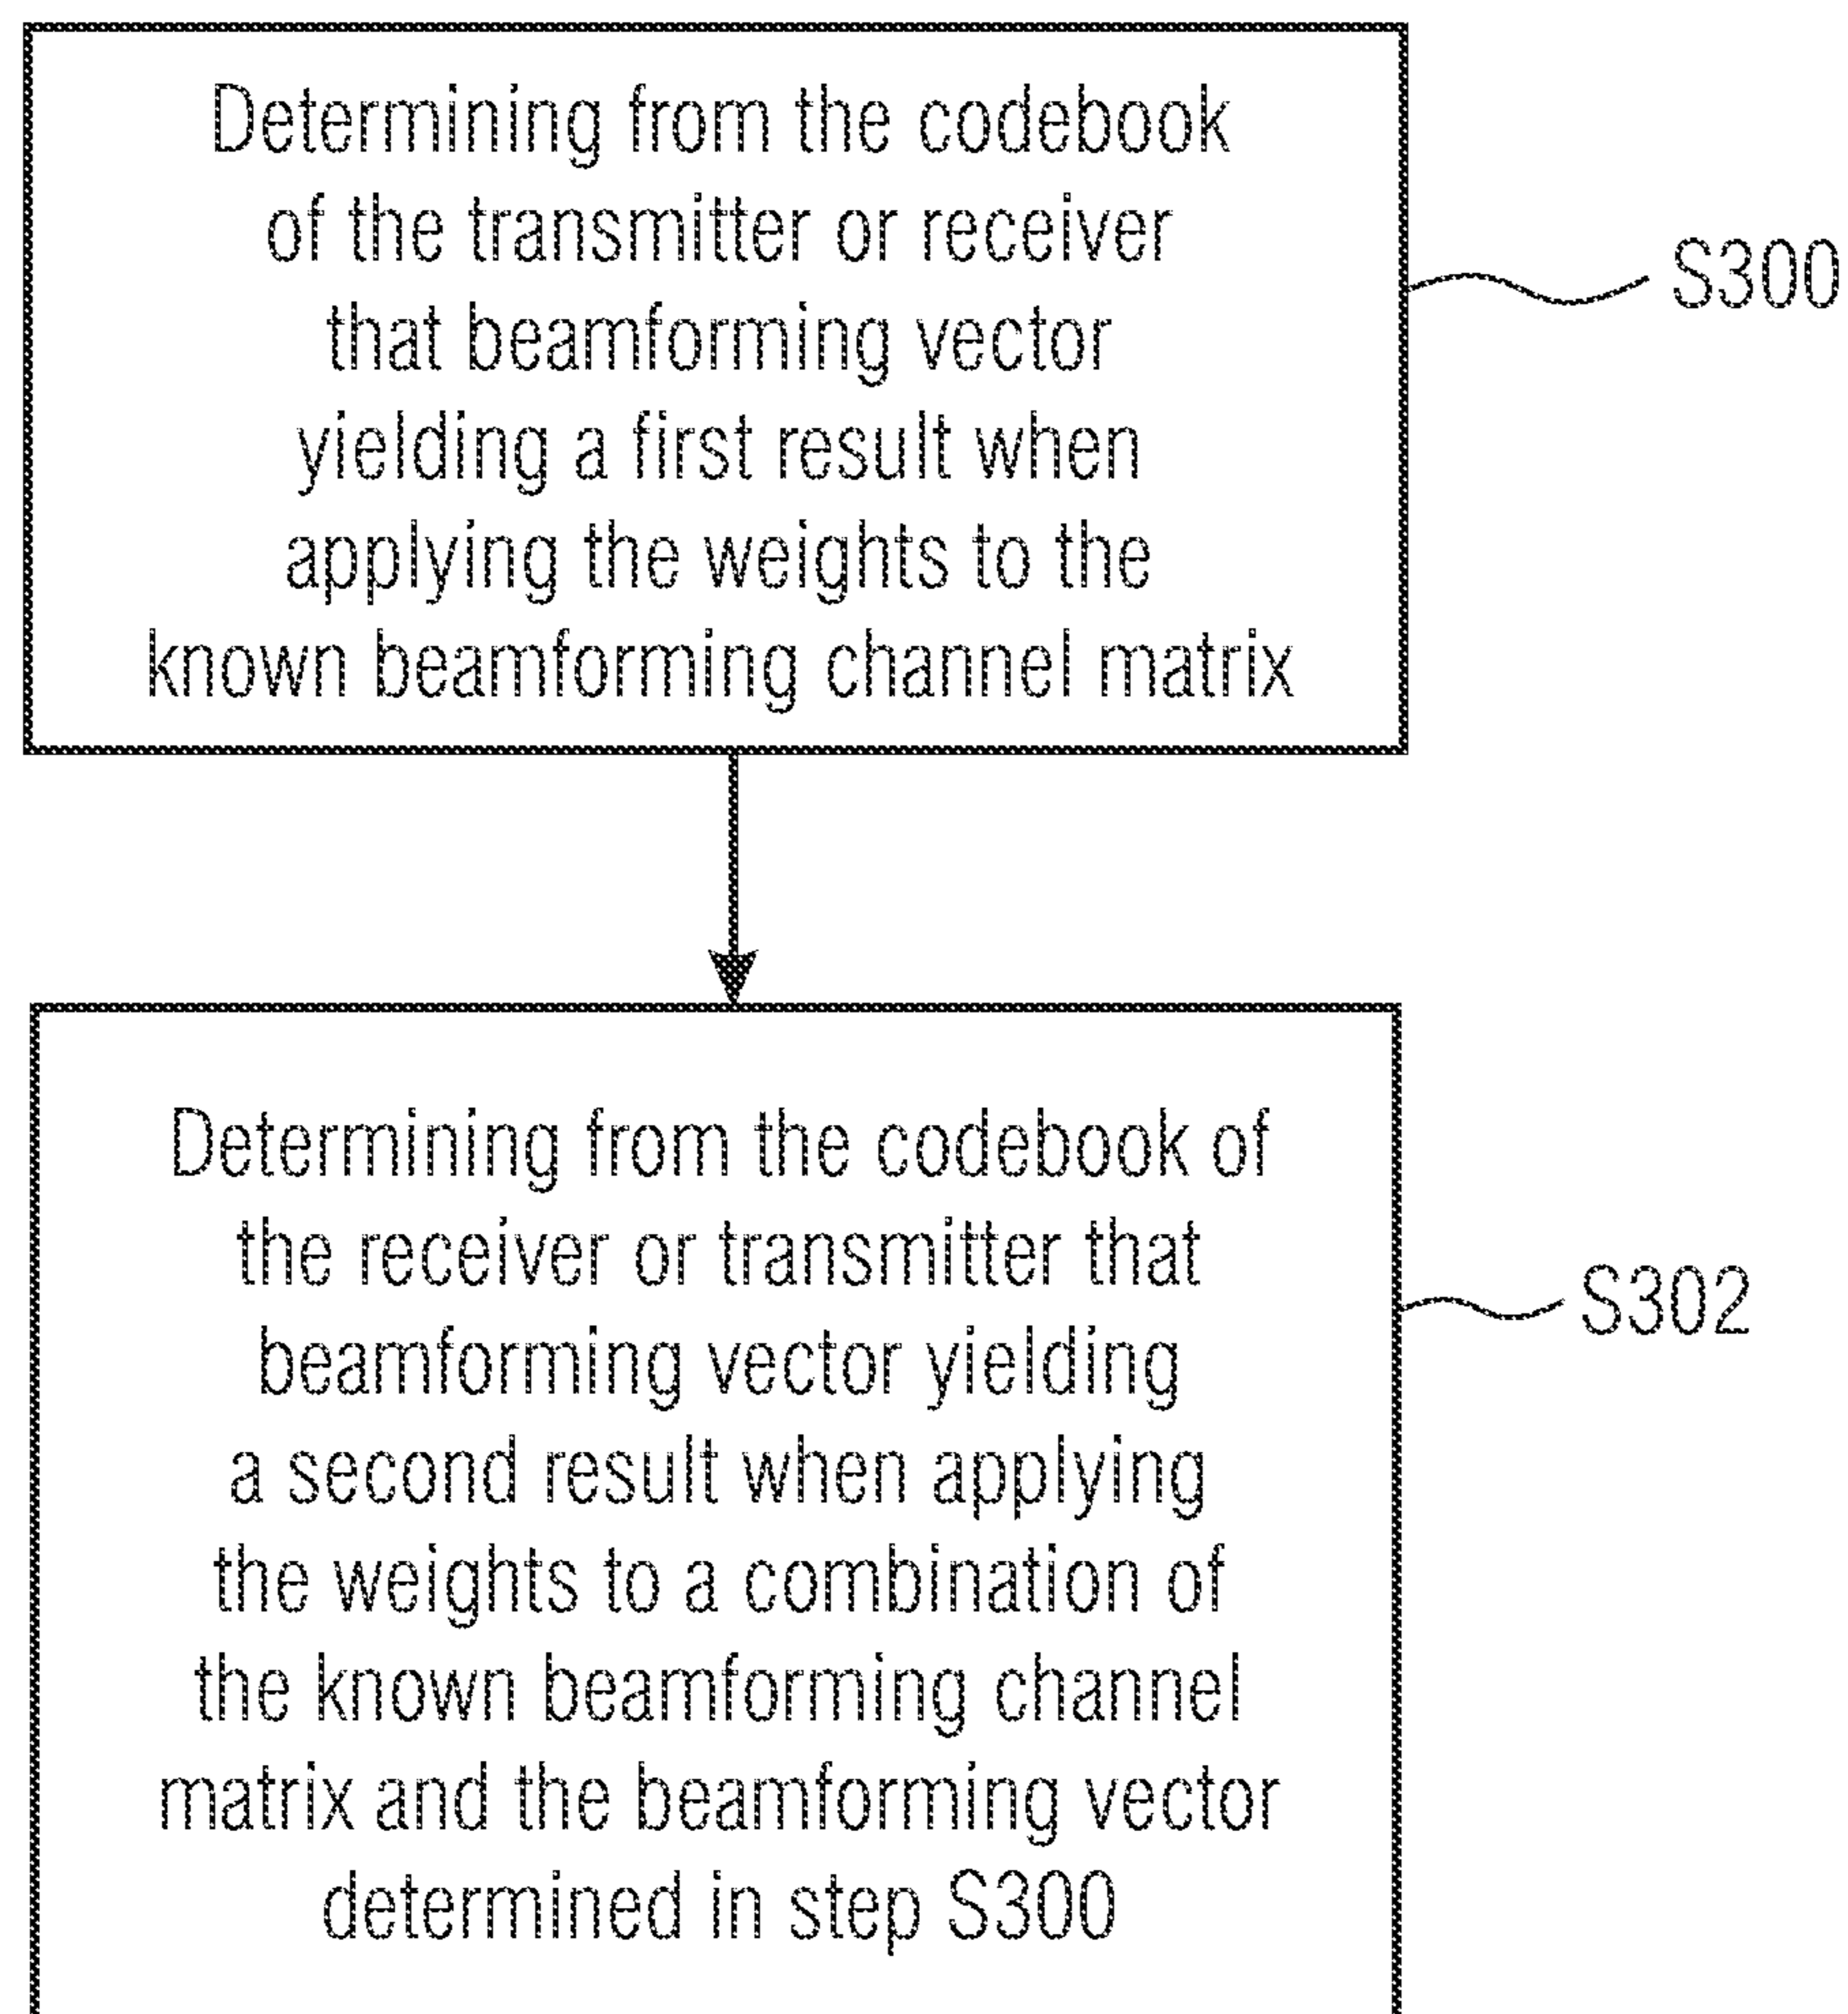 Determining from the codebook
of the transmitter or receiver
that beamforming vector
yielding a first result when
applying the weights to the
known beamforming channel matrix
S300
Determining from the codebook of
the receiver or transmitter that
beamforming vector yielding
a second result when applying
the weights to a combination of
the known beamforming channel
matrix and the beamforming vector
determined in step S300
S302